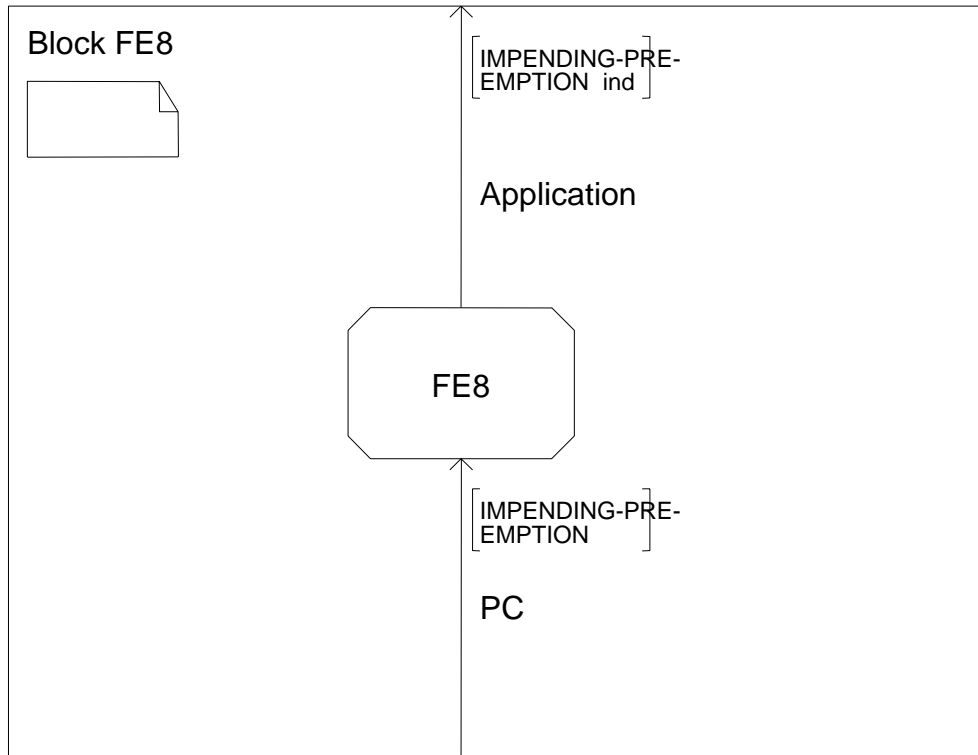 Block FE8
IMPENDING-PRE-
EMPTION ind
Application
FE8
IMPENDING-PRE-
EMPTION
PC